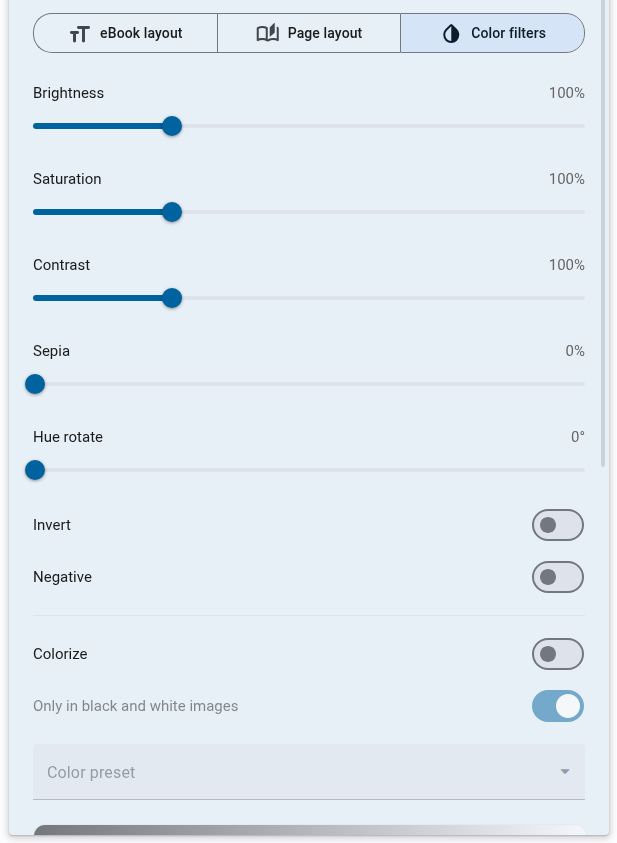 eBook layout
Page layout
Color filters
Brightness 100%
Saturation 100%
Contrast 100%
Sepia 0%
Hue rotate 0°
Invert
Negative
Colorize
Only in black and white images
Color preset